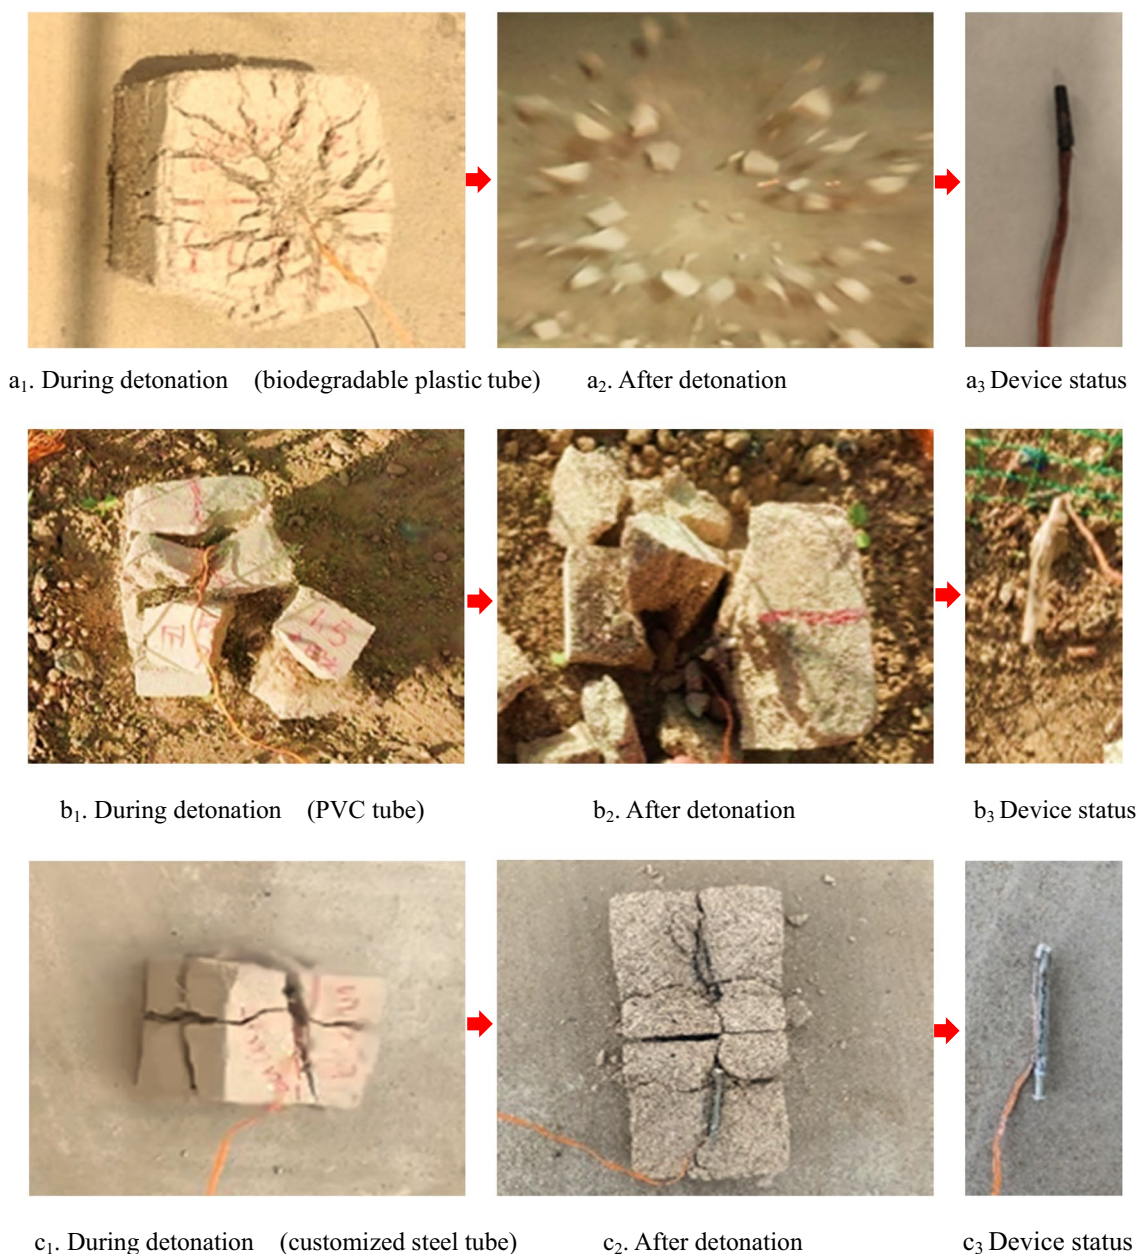 a₁. During detonation (biodegradable plastic tube) a₂. After detonation a₃ Device status
15
b₁. During detonation (PVC tube) b₂. After detonation b₃ Device status
c₁. During detonation (customized steel tube) c₂. After detonation c₃ Device status